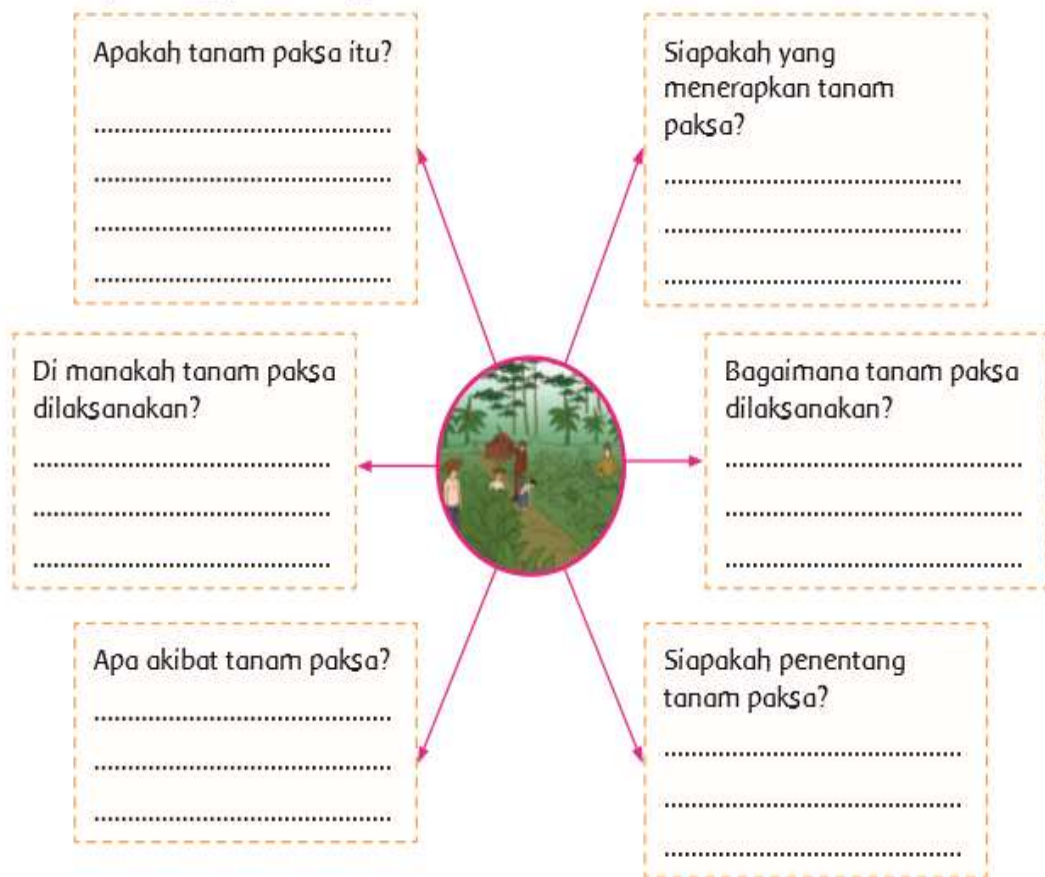 Apakah tanam paksa itu?
............................................
............................................
............................................
............................................
Siapakah yang
menerapkan tanam
paksa?
............................................
............................................
............................................
Di manakah tanam paksa
dilaksanakan?
............................................
............................................
............................................
Bagaimana tanam paksa
dilaksanakan?
............................................
............................................
............................................
Apa akibat tanam paksa?
............................................
............................................
............................................
Siapakah penentang
tanam paksa?
............................................
............................................
............................................